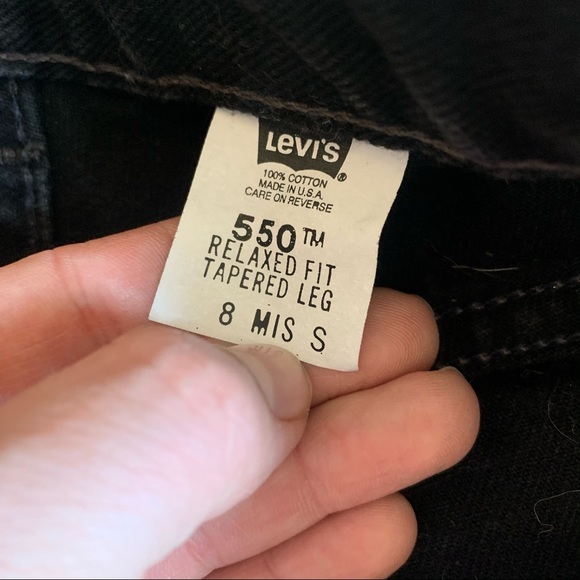 Levi's
®
100% COTTON
MADE IN U.S.A.
CARE ON REVERSE
550™
RELAXED FIT
TAPERED LEG
8 MIS S